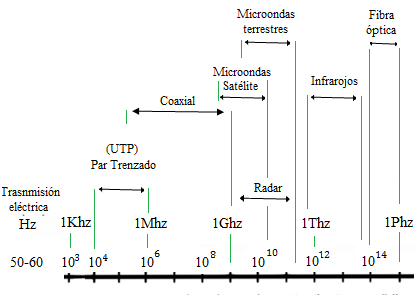 Microondas
terrestres
Fibra
óptica
Microondas
Satélite
Infrarojos
Coaxial
(UTP)
Par Trenzado
Radar
Trasnmisión
eléctrica
Hz 1Khz 1Mhz 1Ghz 1Thz 1Phz
50-60 10³ 10⁴ 10⁶ 10⁸ 10¹⁰ 10¹² 10¹⁴